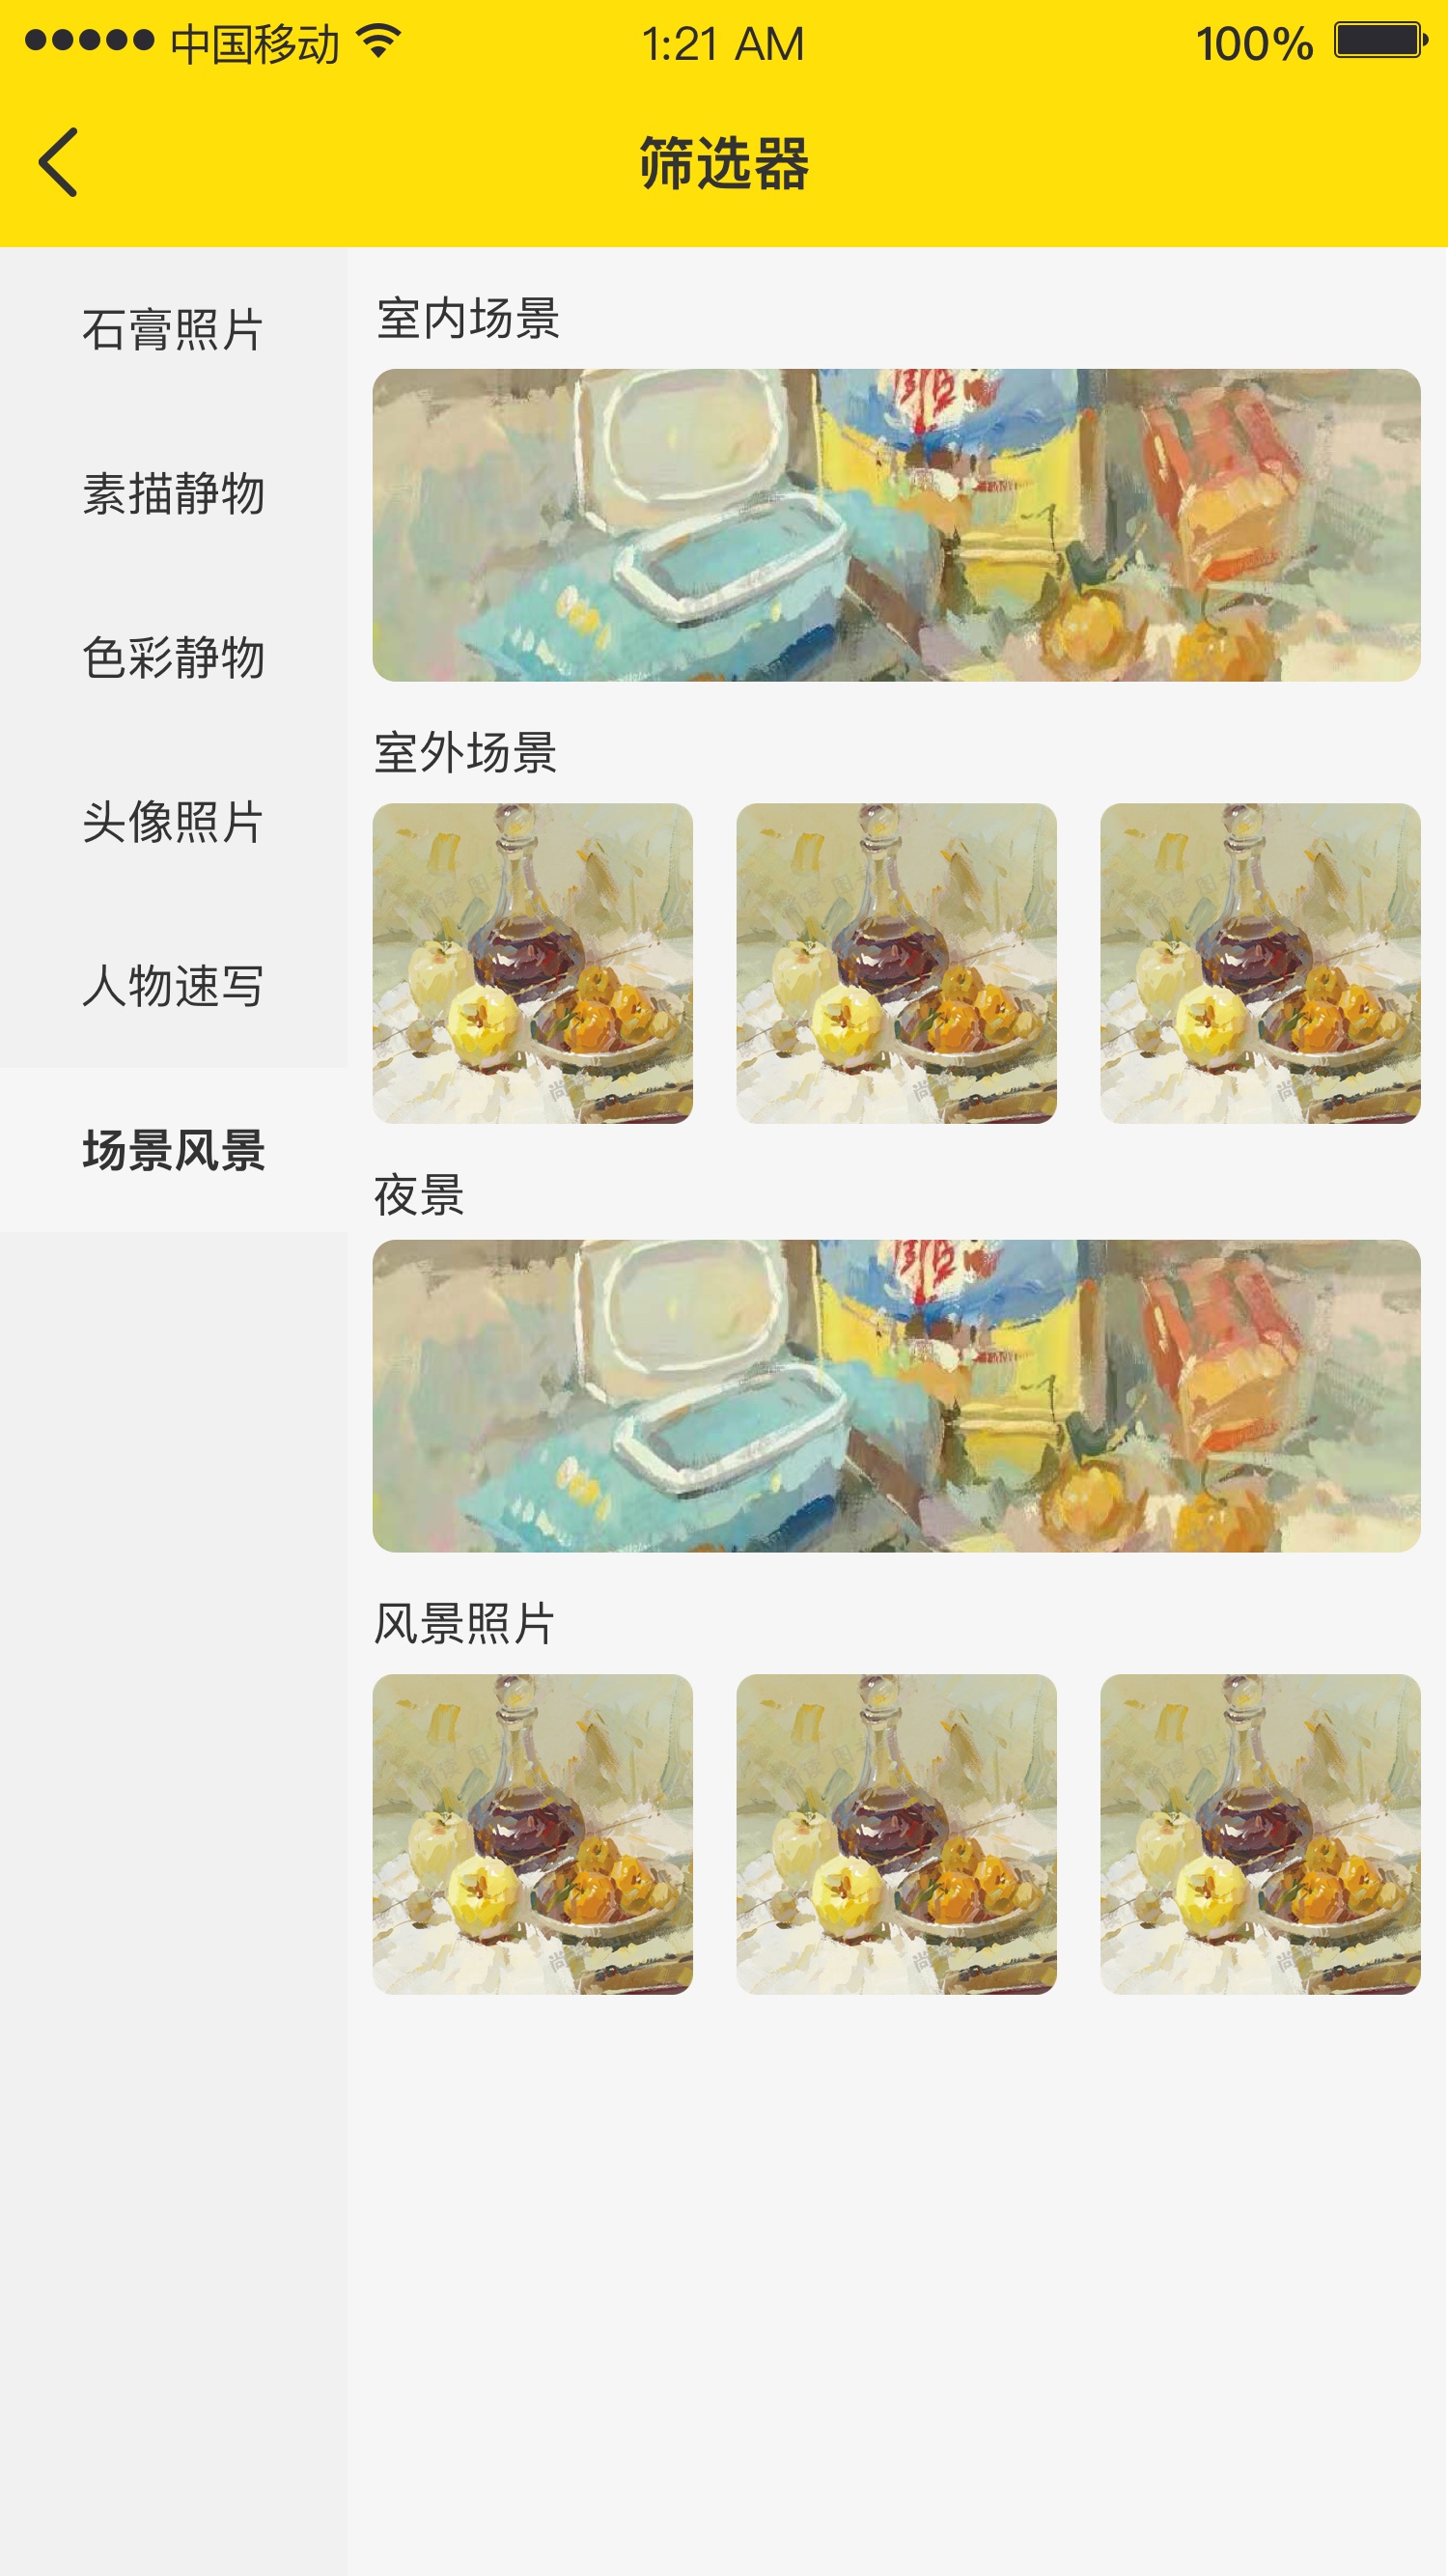 中国移动
1:21 AM
100%
筛选器
石膏照片
素描静物
色彩静物
头像照片
人物速写
场景风景
室内场景
室外场景
夜景
风景照片